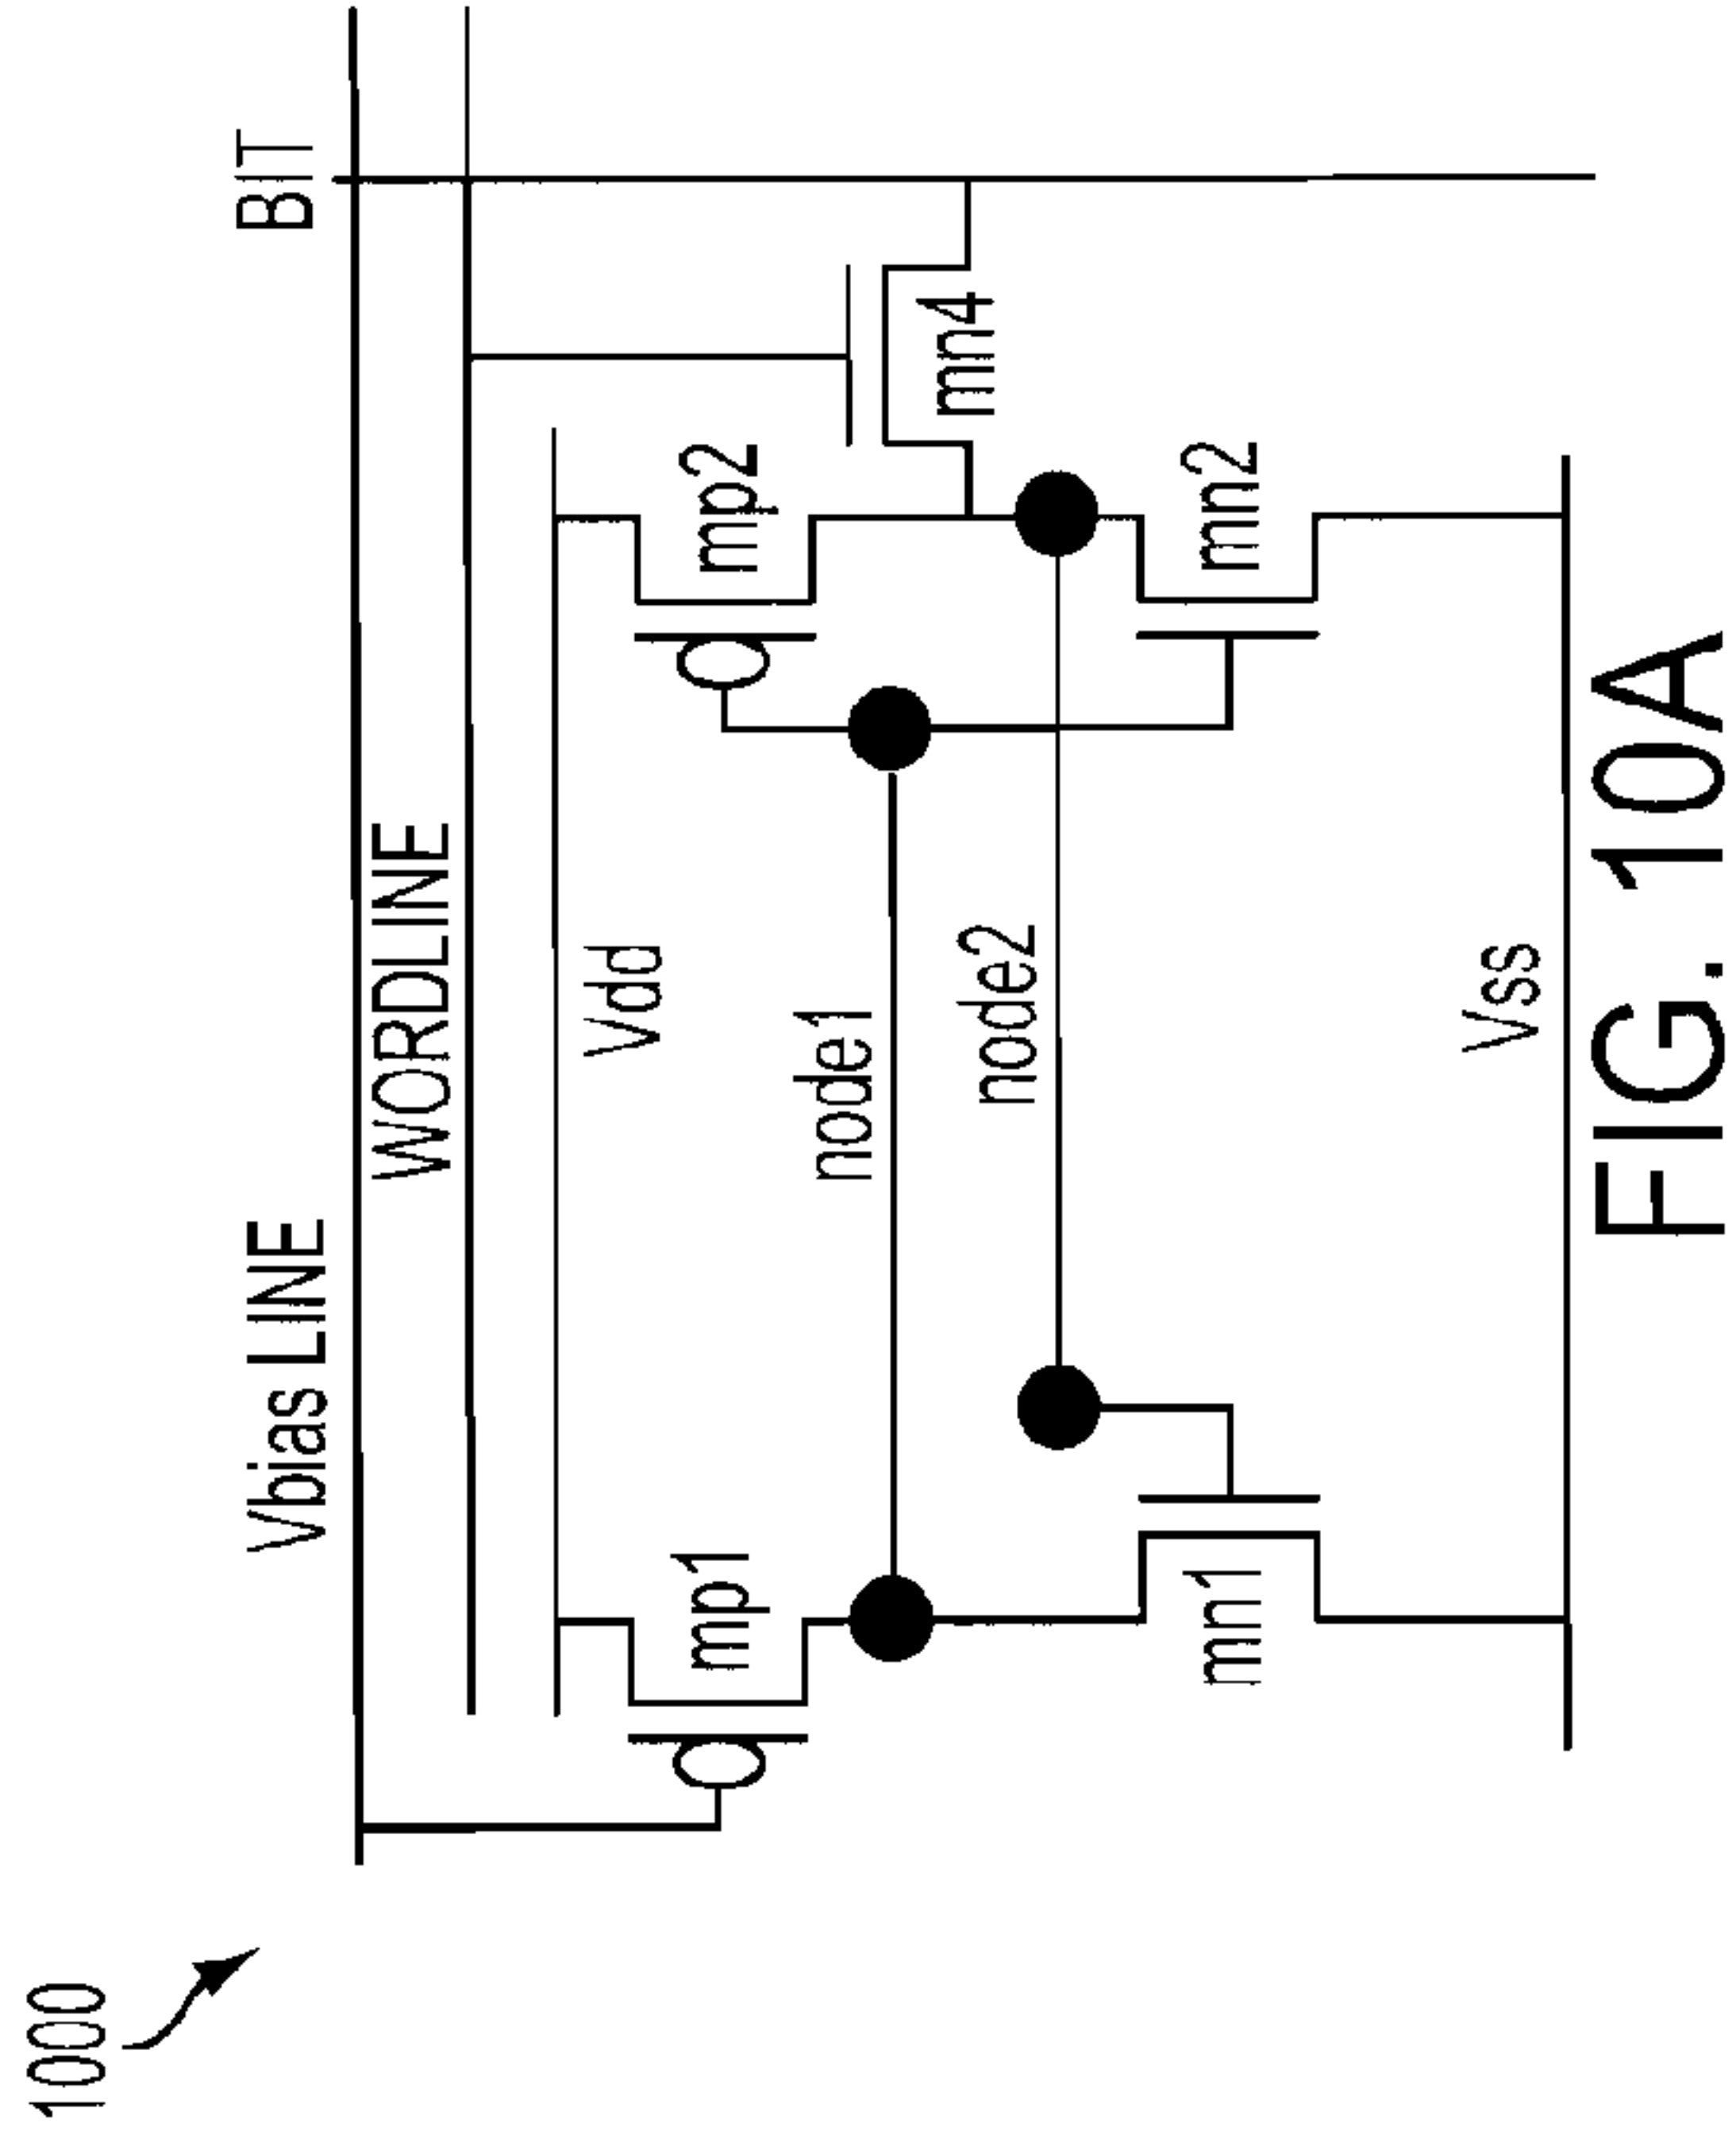 1000
Vbias LINE
BIT
WORDLINE
Vdd
mp1
mp2
node1
mn4
node2
mn1
mn2
Vss
FIG. 10A